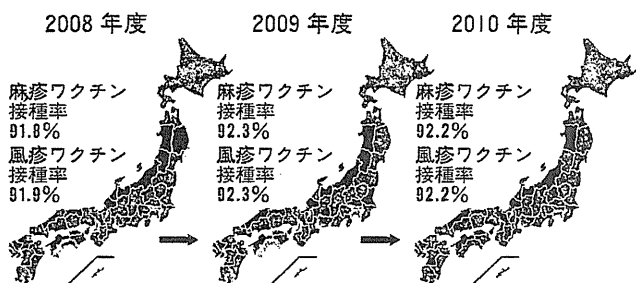 2008 年度
麻疹ワクチン
接種率
91.8%
風疹ワクチン
接種率
91.9%
2009 年度
麻疹ワクチン
接種率
92.3%
風疹ワクチン
接種率
92.3%
2010 年度
麻疹ワクチン
接種率
92.2%
風疹ワクチン
接種率
92.2%